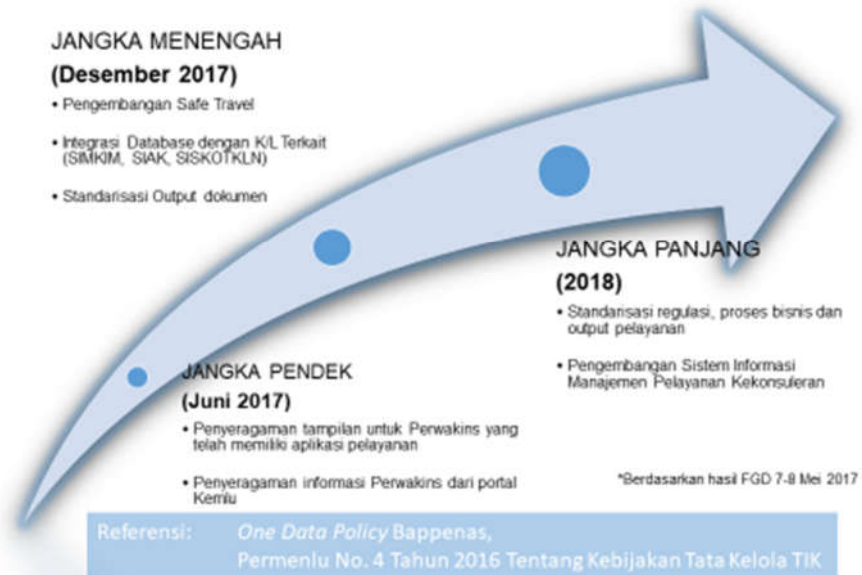 JANGKA MENENGAH
(Desember 2017)
• Pengembangan Safe Travel
• Integrasi Database dengan K/L Terkait
(SIMKIM, SIAK, SISKOTKLN)
• Standarisasi Output dokumen
JANGKA PENDEK
(Juni 2017)
• Penyeragaman tampilan untuk Perwakins yang
telah memiliki aplikasi pelayanan
• Penyeragaman informasi Perwakins dari portal
Kemlu
JANGKA PANJANG
(2018)
• Standarisasi regulasi, proses bisnis dan
output pelayanan
• Pengembangan Sistem Informasi
Manajemen Pelayanan Kekonsuleran
*Berdasarkan hasil FGD 7-8 Mei 2017
Referensi: One Data Policy Bappenas,
Permenlu No. 4 Tahun 2016 Tentang Kebijakan Tata Kelola TIK